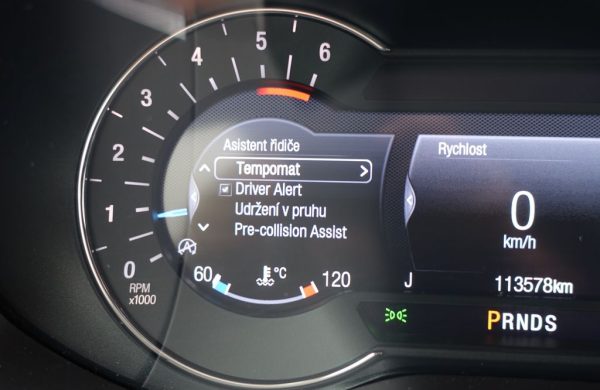 5
6
4
3
2
1
0
RPM
x1000
Asistent řidiče
Tempomat
Driver Alert
Udržení v pruhu
Pre-collision Assist
60
°C
120
Rychlost
0
km/h
J
113578km
PRNDS